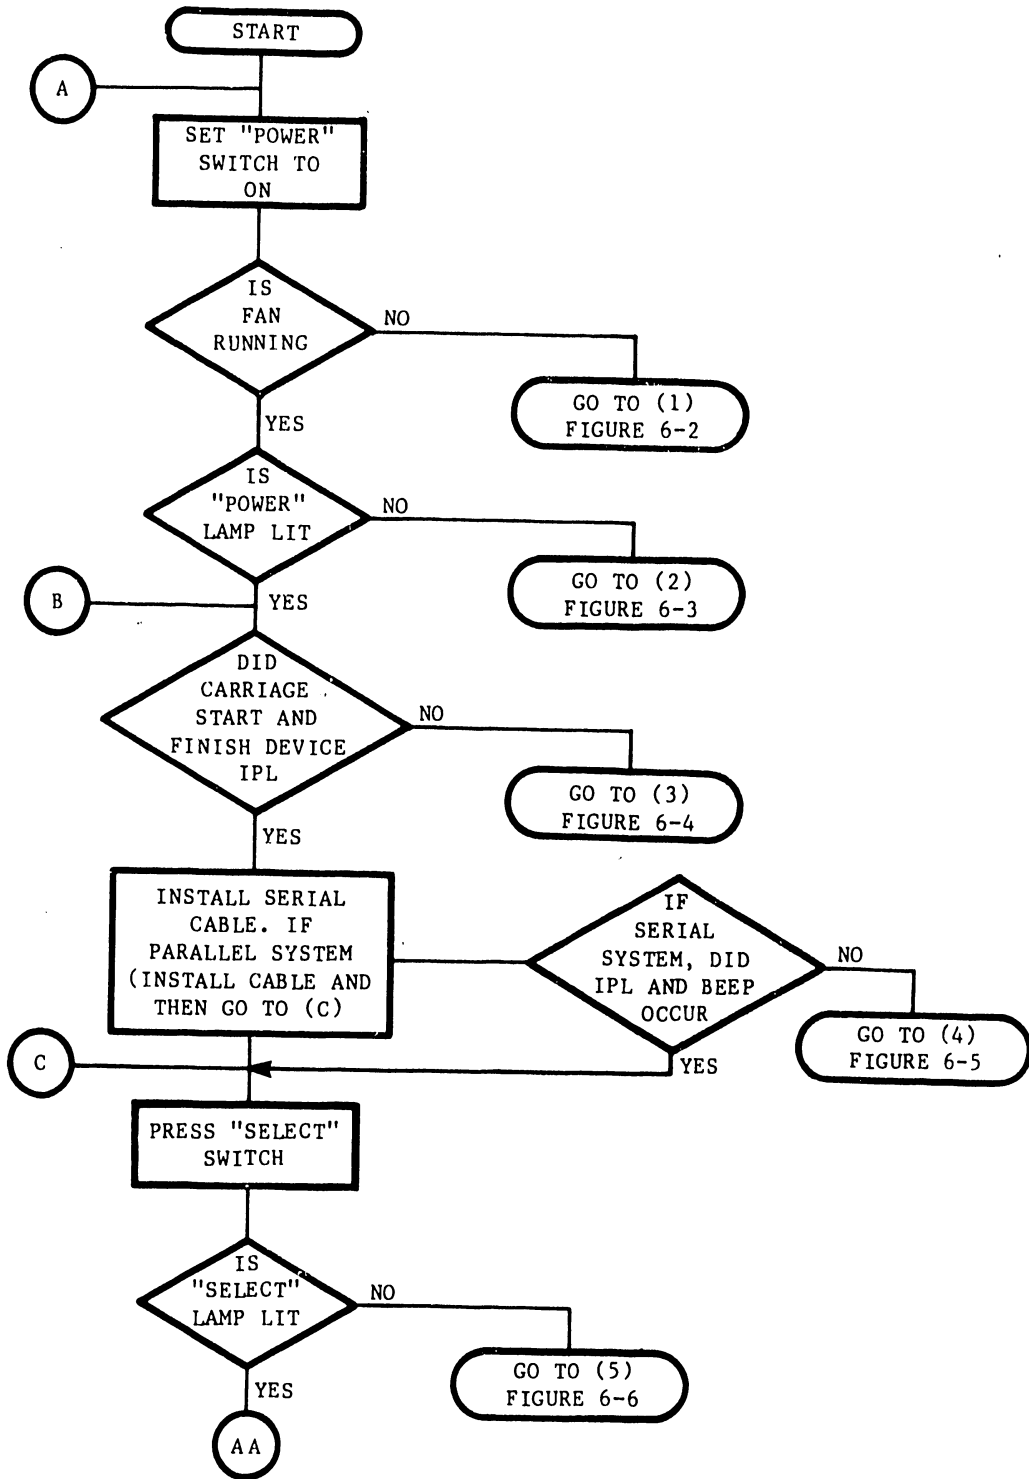 START
A
SET "POWER"
SWITCH TO
ON
IS
FAN
RUNNING
NO
GO TO (1)
FIGURE 6-2
YES
IS
"POWER"
LAMP LIT
NO
GO TO (2)
FIGURE 6-3
B
YES
DID
CARRIAGE
START AND
FINISH DEVICE
IPL
NO
GO TO (3)
FIGURE 6-4
YES
INSTALL SERIAL
CABLE. IF
PARALLEL SYSTEM
(INSTALL CABLE AND
THEN GO TO (C)
IF
SERIAL
SYSTEM, DID
IPL AND BEEP
OCCUR
NO
GO TO (4)
FIGURE 6-5
YES
C
PRESS "SELECT"
SWITCH
IS
"SELECT"
LAMP LIT
NO
GO TO (5)
FIGURE 6-6
YES
AA